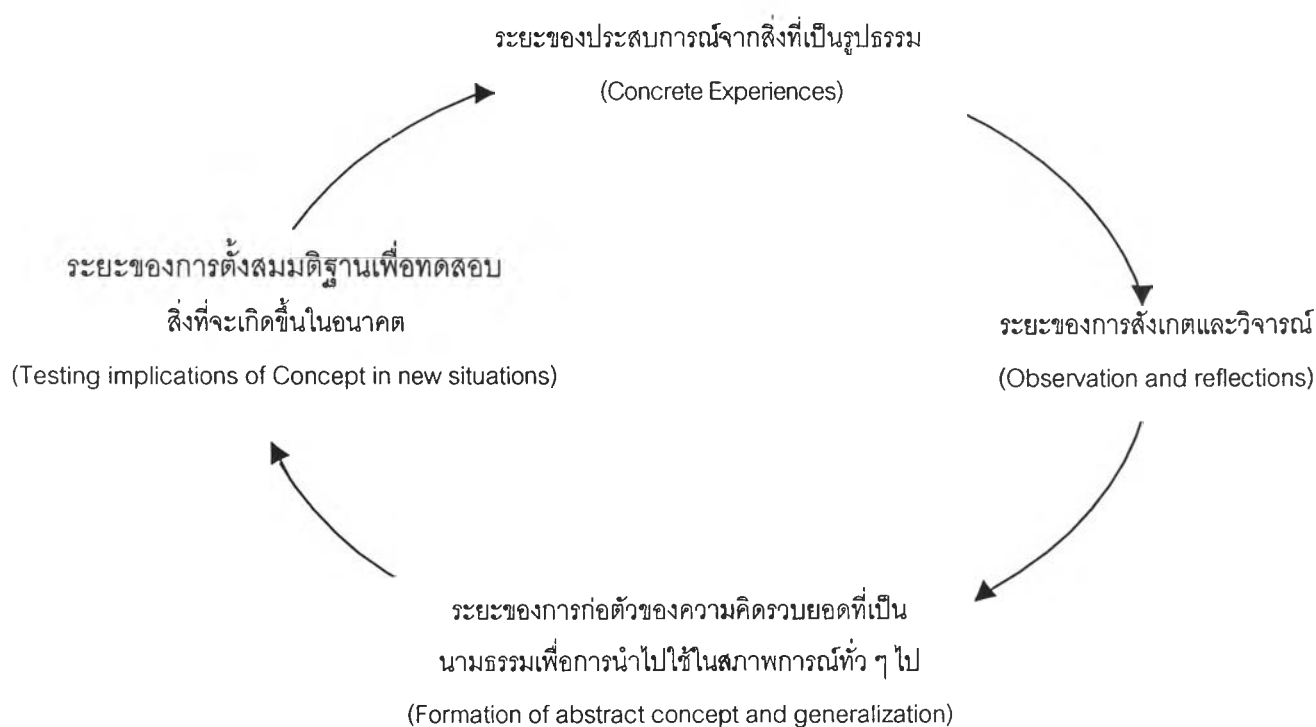 ระยะของประสบการณ์จากสิ่งที่เป็นรูปธรรม
(Concrete Experiences)
ระยะของการตั้งสมมติฐานเพื่อทดสอบ
สิ่งที่จะเกิดขึ้นในอนาคต
(Testing implications of Concept in new situations)
ระยะของการสังเกตและวิจารณ์
(Observation and reflections)
ระยะของการก่อตัวของความคิดรวบยอดที่เป็น
นามธรรมเพื่อการนำไปใช้ในสภาพการณ์ทั่ว ๆ ไป
(Formation of abstract concept and generalization)